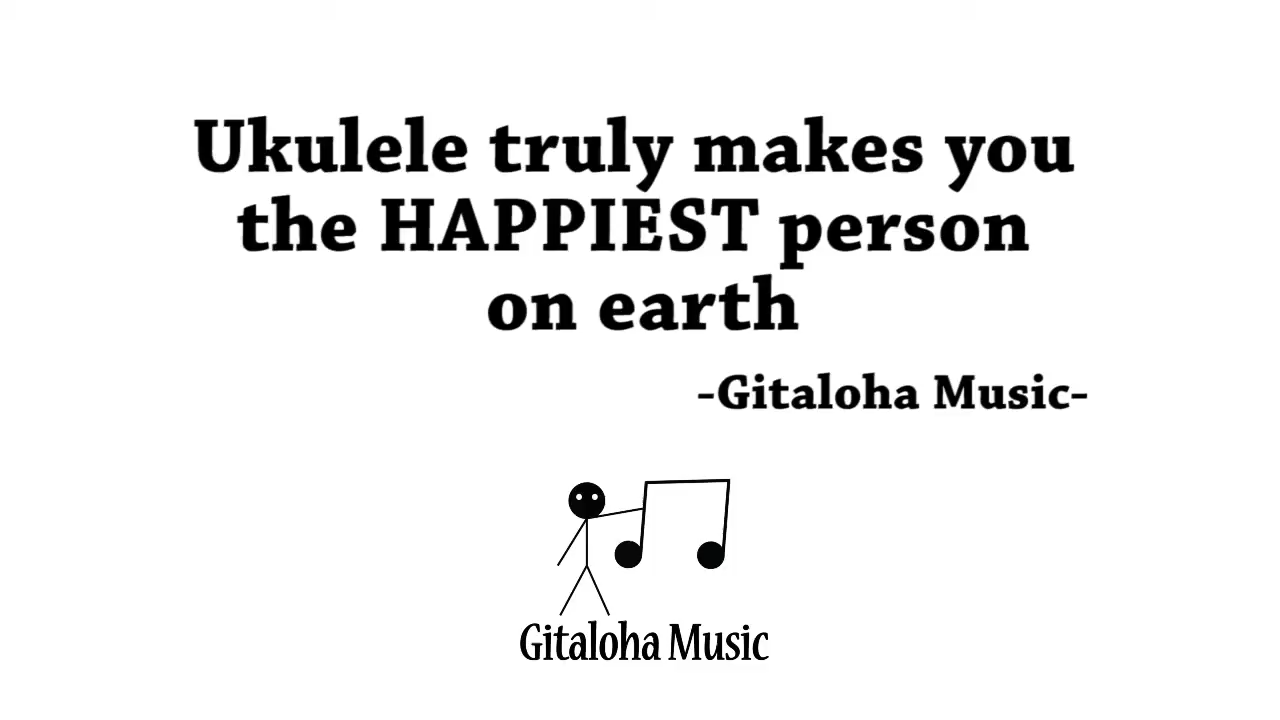 Ukulele truly makes you
the HAPPIEST person
on earth
-Gitaloha Music-
Gitaloha Music